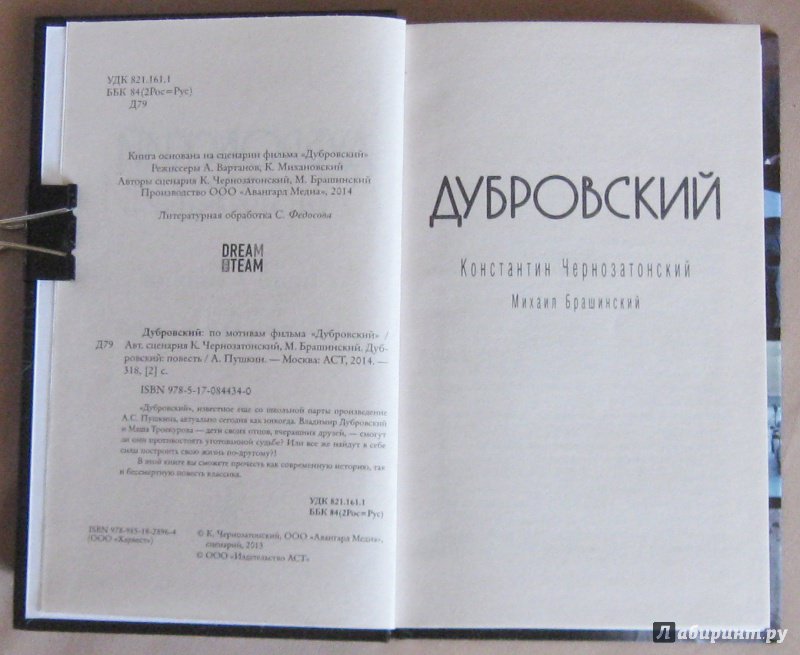 УДК 821.161.1
ББК 84(2Рос=Рус)
Д79
Книга основана на сценарии фильма «Дубровский»
Режиссеры А. Вартанов, К. Михановский
Авторы сценария К. Чернозатонский, М. Брашинский
Производство ООО «Авангард Медиа», 2014
Литературная обработка С. Федосова
DREAM
TEAM
Дубровский: по мотивам фильма «Дубровский» /
Д79 Авт. сценария К. Чернозатонский, М. Брашинский. Дуб-
ровский: повесть / А. Пушкин. — Москва: АСТ, 2014. —
318, [2] с.
ISBN 978-5-17-084434-0
«Дубровский», известное еще со школьной парты произведение
А.С. Пушкина, актуально сегодня как никогда. Владимир Дубровский
и Маша Троекурова — дети своих отцов, вчерашних друзей, — смогут
ли они противостоять уготованной судьбе? Или все же найдут в себе
силы построить свою жизнь по-другому?!
В этой книге вы сможете прочесть как современную историю, так
и бессмертную повесть классика.
УДК 821.161.1
ББК 84(2Рос=Рус)
ISBN 978-985-18-2896-4
(ООО «Харвест»)
© К. Чернозатонский, ООО «Авангард Медиа»,
сценарий, 2013
© ООО «Издательство АСТ»
ДУБРОВСКИЙ
Константин Чернозатонский
Михаил Брашинский
Лабиринт.ру